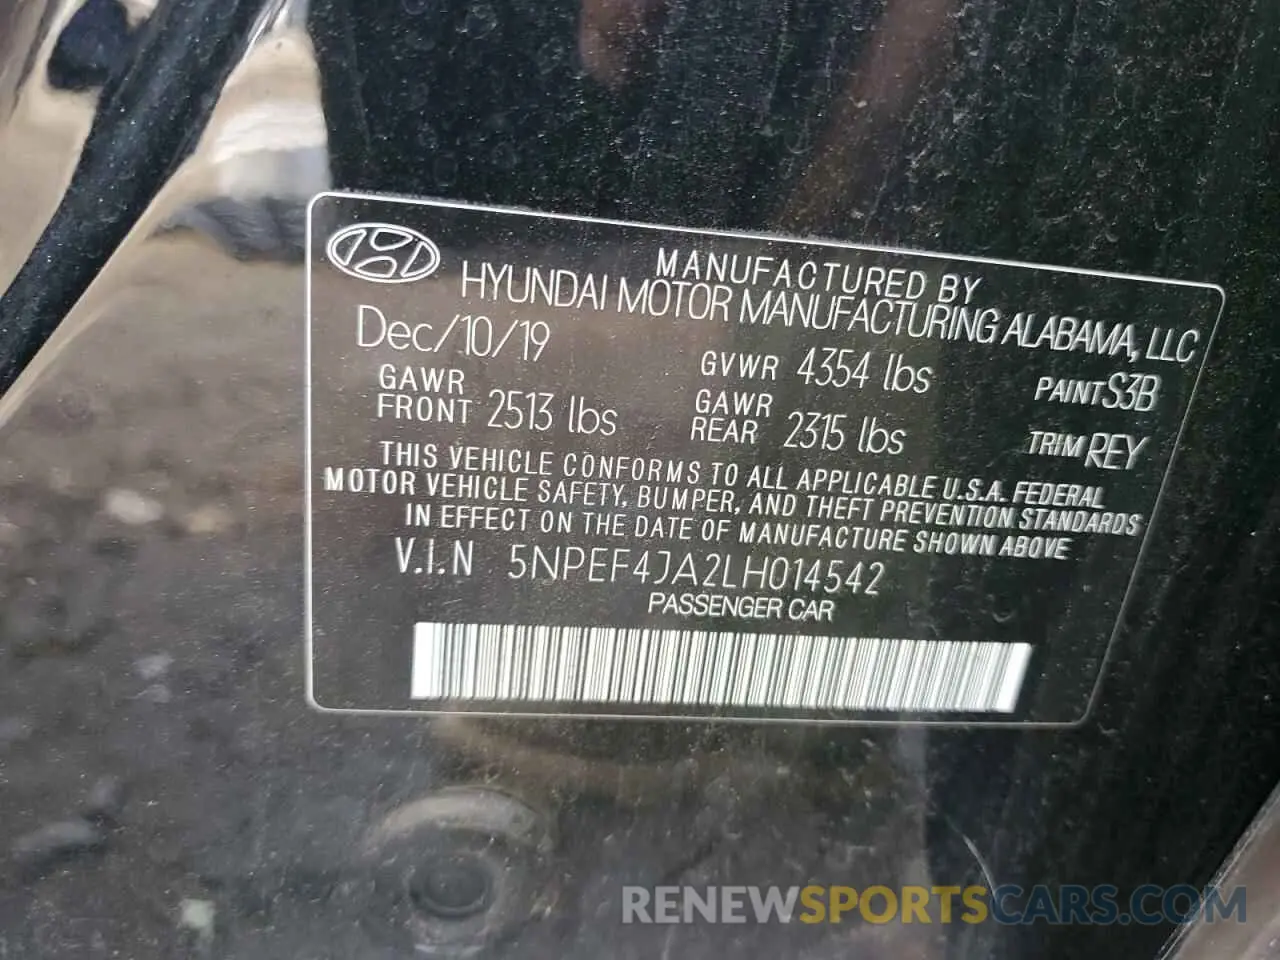 MANUFACTURED BY
HYUNDAI MOTOR MANUFACTURING ALABAMA, LLC
Dec/10/19
GVWR 4354 lbs
PAINT S3B
GAWR FRONT 2513 lbs
GAWR REAR 2315 lbs
TRIM REY
THIS VEHICLE CONFORMS TO ALL APPLICABLE U.S.A. FEDERAL
MOTOR VEHICLE SAFETY, BUMPER, AND THEFT PREVENTION STANDARDS
IN EFFECT ON THE DATE OF MANUFACTURE SHOWN ABOVE
V.I.N 5NPEF4JA2LH014542
PASSENGER CAR
RENEWSPORTSCARS.COM